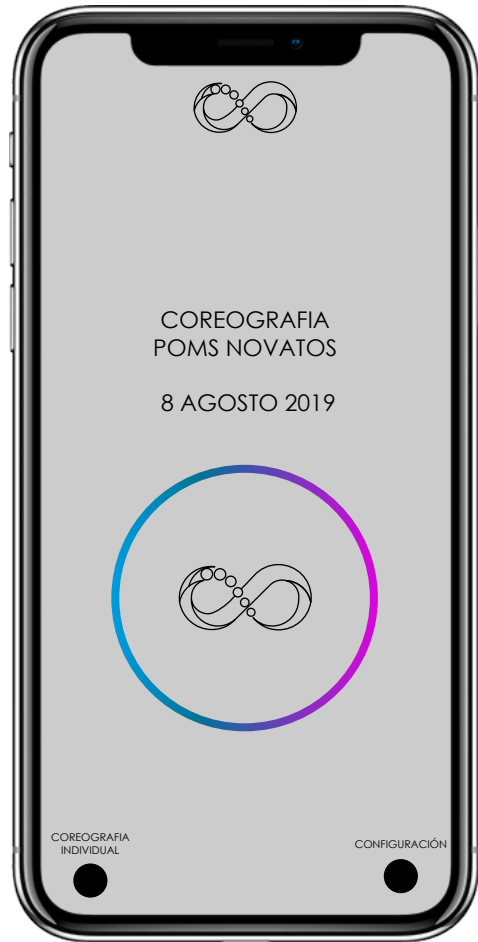 COREOGRAFIA
POMS NOVATOS
8 AGOSTO 2019
COREOGRAFIA
INDIVIDUAL
CONFIGURACIÓN